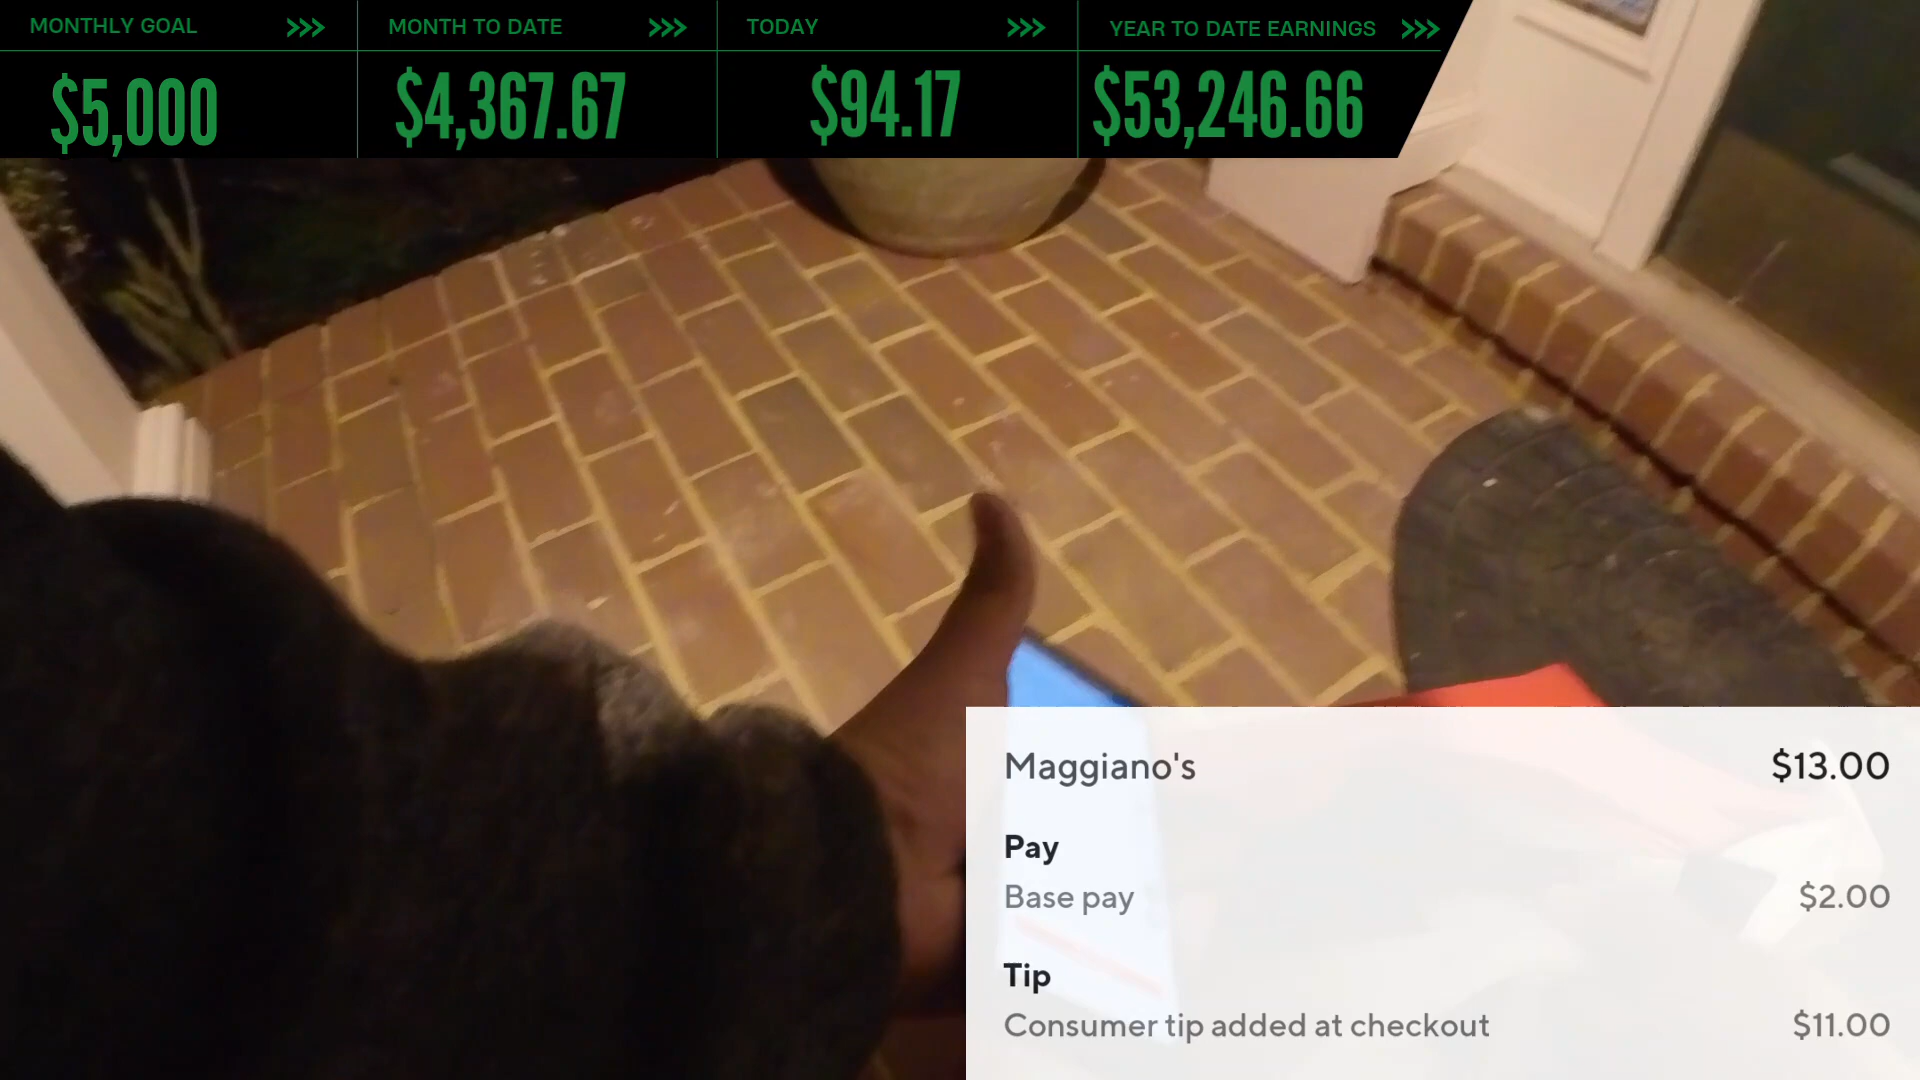 MONTHLY GOAL >>> MONTH TO DATE >>> TODAY >>> YEAR TO DATE EARNINGS >>>
$5,000 $4,367.67 $94.17 $53,246.66
Maggiano's $13.00
Pay
Base pay $2.00
Tip
Consumer tip added at checkout $11.00